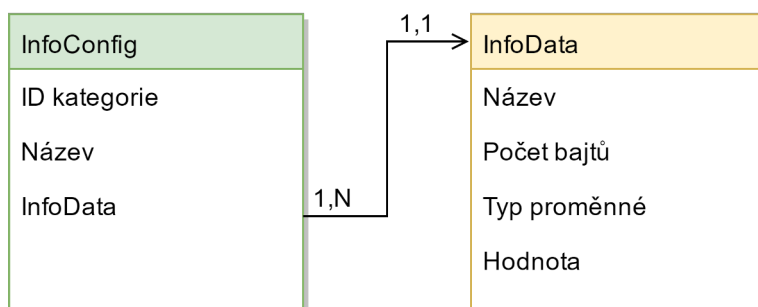 InfoConfig
ID kategorie
Název
InfoData
1,N
1,1
InfoData
Název
Počet bajtů
Typ proměnné
Hodnota